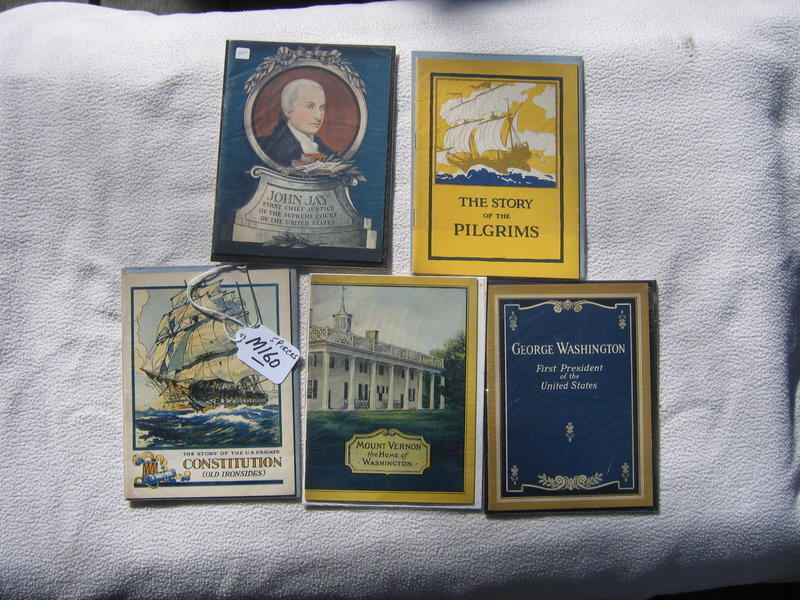 JOHN JAY
FIRST CHIEF JUSTICE
OF THE SUPREME COURT
OF THE UNITED STATES
THE STORY
OF THE
PILGRIMS
5 PIECES
M160
THE STORY OF THE U.S. FRIGATE
CONSTITUTION
(OLD IRONSIDES)
MOUNT VERNON
the HOME of
WASHINGTON
GEORGE WASHINGTON
First President
of the
United States